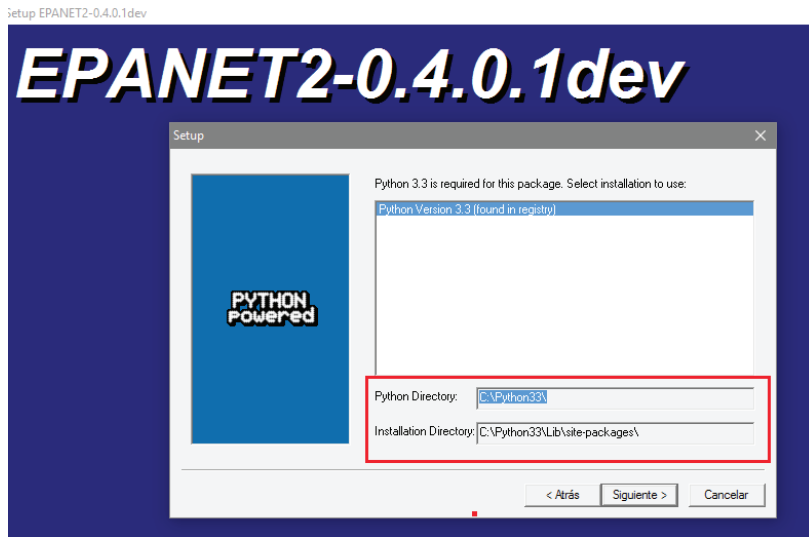 Setup EPANET2-0.4.0.1dev
EPANET2-0.4.0.1dev
Setup
Python 3.3 is required for this package. Select installation to use:
Python Version 3.3 (found in registry)
PYTHON
Powered
Python Directory: C:\Python33\
Installation Directory: C:\Python33\Lib\site-packages\
< Atrás Siguiente > Cancelar